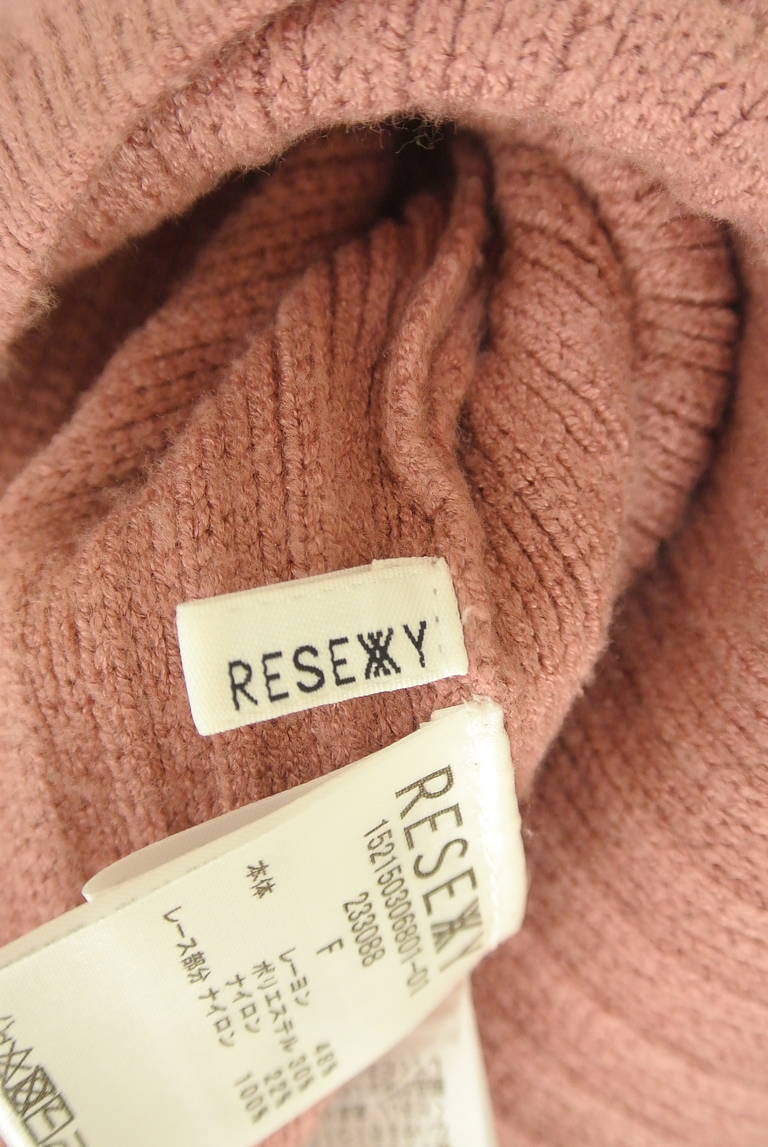 RESEXXY
RESEXXY
152150306801-01
233088
F
本体
レーヨン 48%
ポリエステル 30%
ナイロン 22%
レース部分 ナイロン 100%